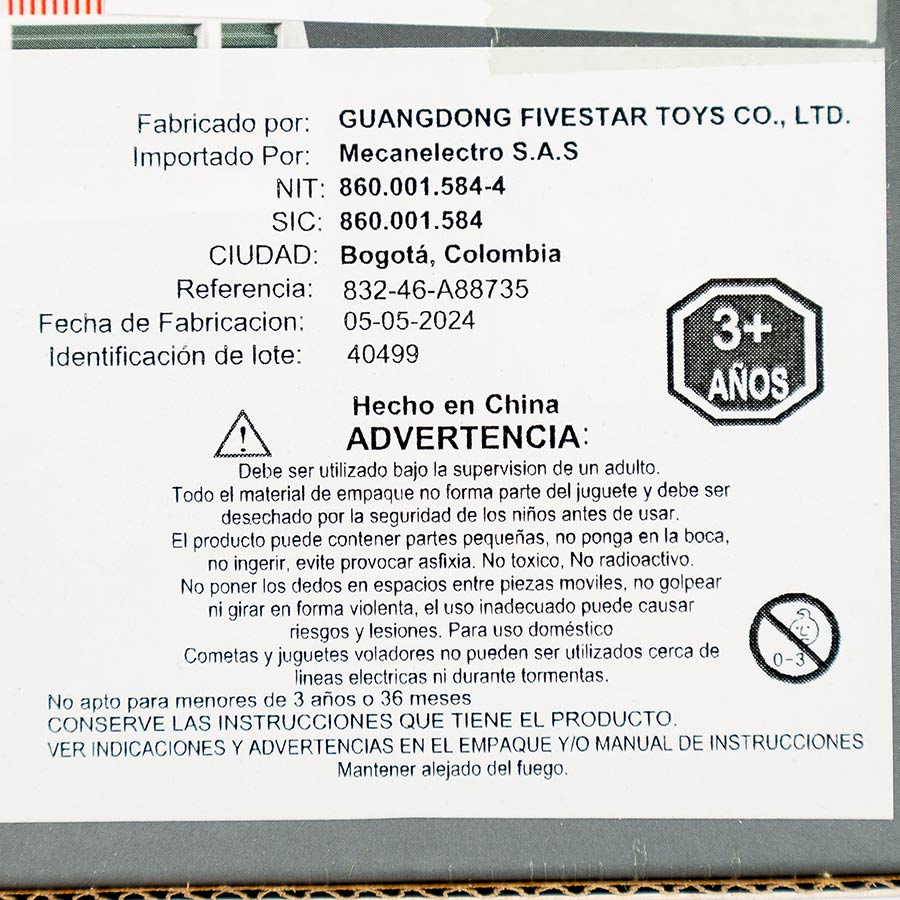 Fabricado por: GUANGDONG FIVESTAR TOYS CO., LTD.
Importado Por: Mecanelectro S.A.S
NIT: 860.001.584-4
SIC: 860.001.584
CIUDAD: Bogotá, Colombia
Referencia: 832-46-A88735
Fecha de Fabricacion: 05-05-2024
Identificación de lote: 40499
3+
AÑOS
Hecho en China
ADVERTENCIA:
Debe ser utilizado bajo la supervision de un adulto.
Todo el material de empaque no forma parte del juguete y debe ser
desechado por la seguridad de los niños antes de usar.
El producto puede contener partes pequeñas, no ponga en la boca,
no ingerir, evite provocar asfixia. No toxico, No radioactivo.
No poner los dedos en espacios entre piezas moviles, no golpear
ni girar en forma violenta, el uso inadecuado puede causar
riesgos y lesiones. Para uso doméstico
Cometas y juguetes voladores no pueden ser utilizados cerca de
lineas electricas ni durante tormentas.
0-3
No apto para menores de 3 años o 36 meses
CONSERVE LAS INSTRUCCIONES QUE TIENE EL PRODUCTO.
VER INDICACIONES Y ADVERTENCIAS EN EL EMPAQUE Y/O MANUAL DE INSTRUCCIONES
Mantener alejado del fuego.